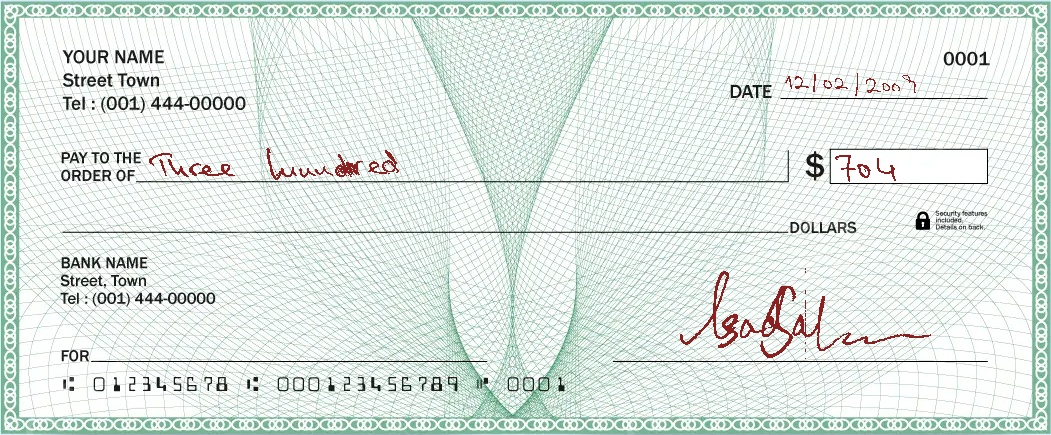 YOUR NAME
0001
Street Town
Tel : (001) 444-00000
DATE 12/02/2009
PAY TO THE ORDER OF Three hundred
$ 704
DOLLARS
Security features included. Details on back.
BANK NAME
Street, Town
Tel : (001) 444-00000
FOR
⑆ 012345678 ⑆ 000123456789 ⑈ 0001